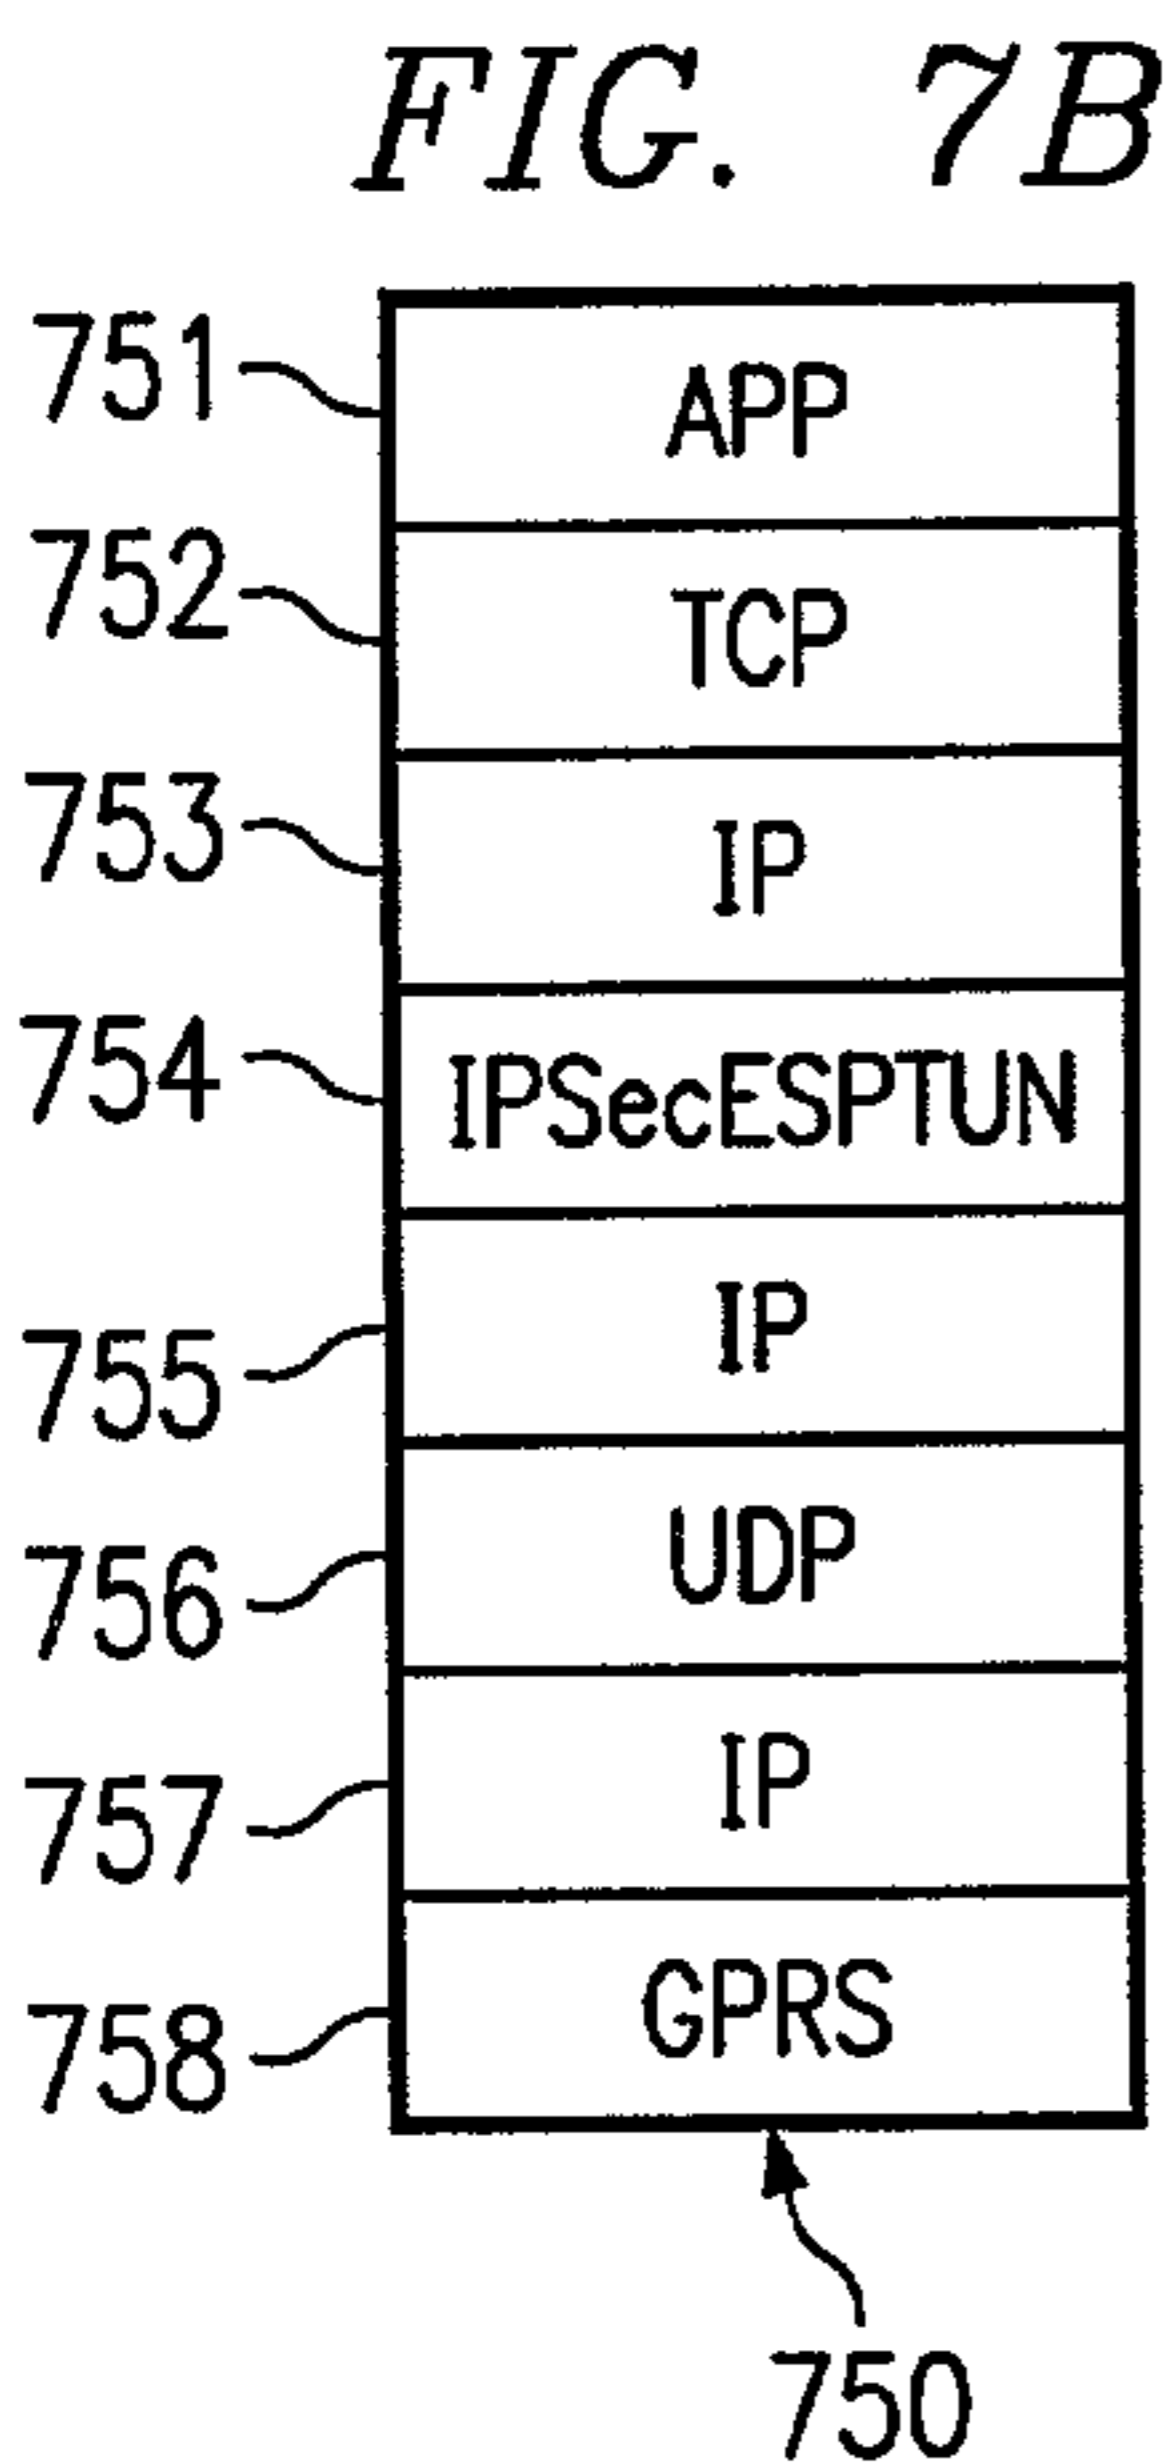 FIG. 7B
751 APP
752 TCP
753 IP
754 IPSecESPTUN
755 IP
756 UDP
757 IP
758 GPRS
750